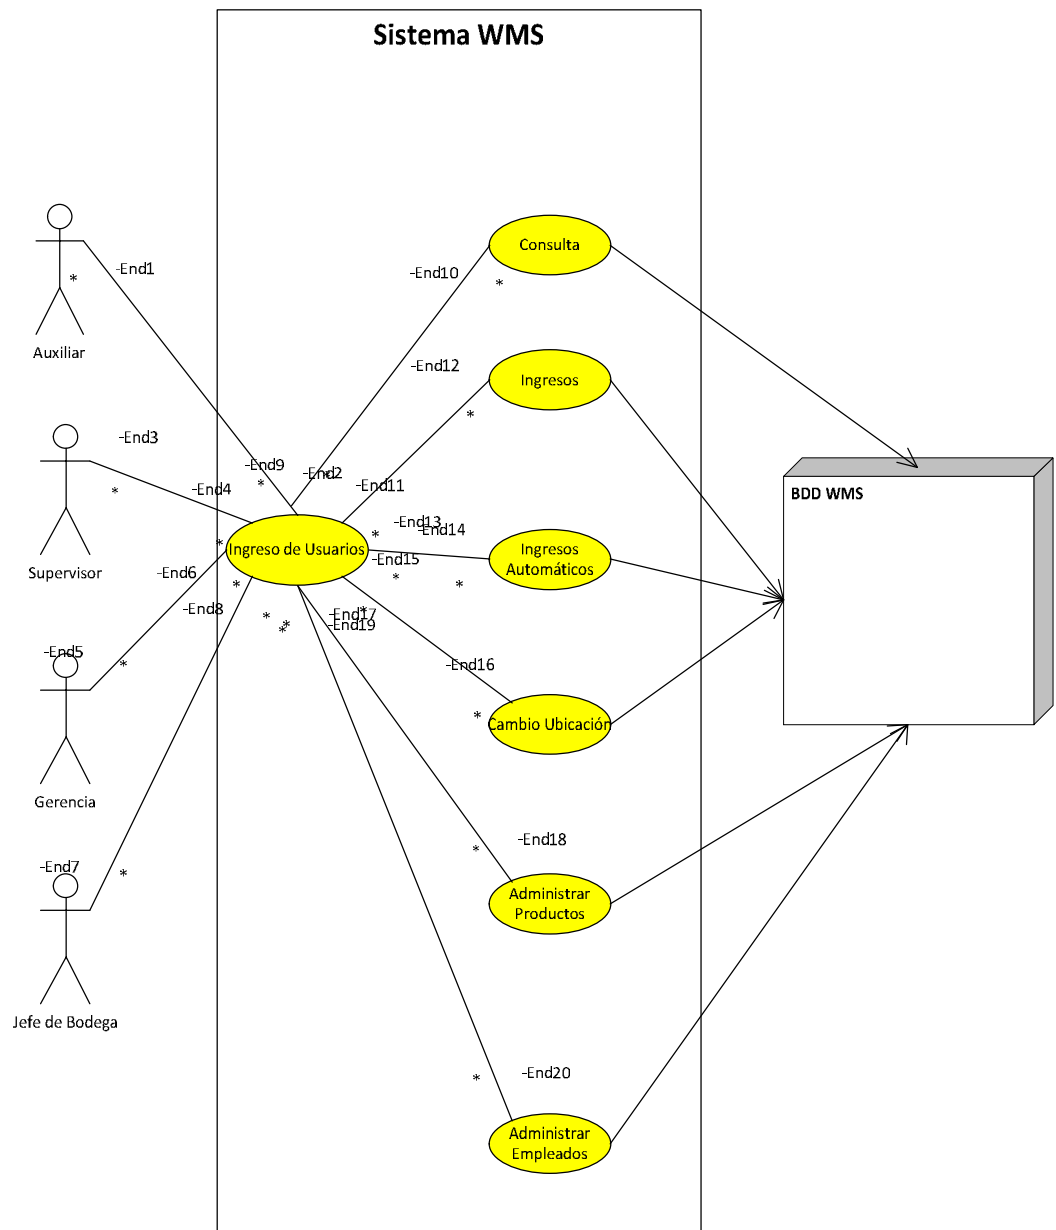 Sistema WMS
Consulta
-End10
-End1
*
*
Auxiliar
-End12
Ingresos
*
-End3
-End9
-End2
*
*
-End11
-End4
*
BDD WMS
-End13
-End14
*
*
Ingreso de Usuarios
Ingresos
Automáticos
-End15
-End6
Supervisor
*
*
*
-End8
*
*
-End17
-End19
*
*
-End5
*
-End16
*
Cambio Ubicación
Gerencia
-End18
*
-End7
*
Administrar
Productos
Jefe de Bodega
-End20
*
Administrar
Empleados